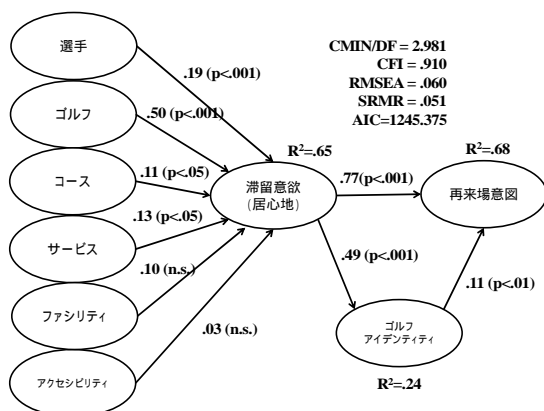 選手
ゴルフ
コース
サービス
ファシリティ
アクセシビリティ
.19 (p<.001)
.50 (p<.001)
.11 (p<.05)
.13 (p<.05)
.10 (n.s.)
.03 (n.s.)
CMIN/DF = 2.981
CFI = .910
RMSEA = .060
SRMR = .051
AIC=1245.375
R²=.65
滞留意欲
(居心地)
.77(p<.001)
R²=.68
再来場意図
.49 (p<.001)
.11 (p<.01)
ゴルフ
アイデンティティ
R²=.24